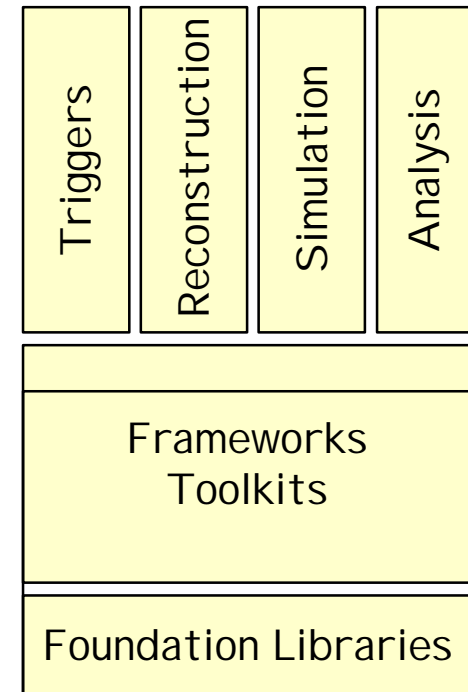 Triggers
Reconstruction
Simulation
Analysis
Frameworks
Toolkits
Foundation Libraries